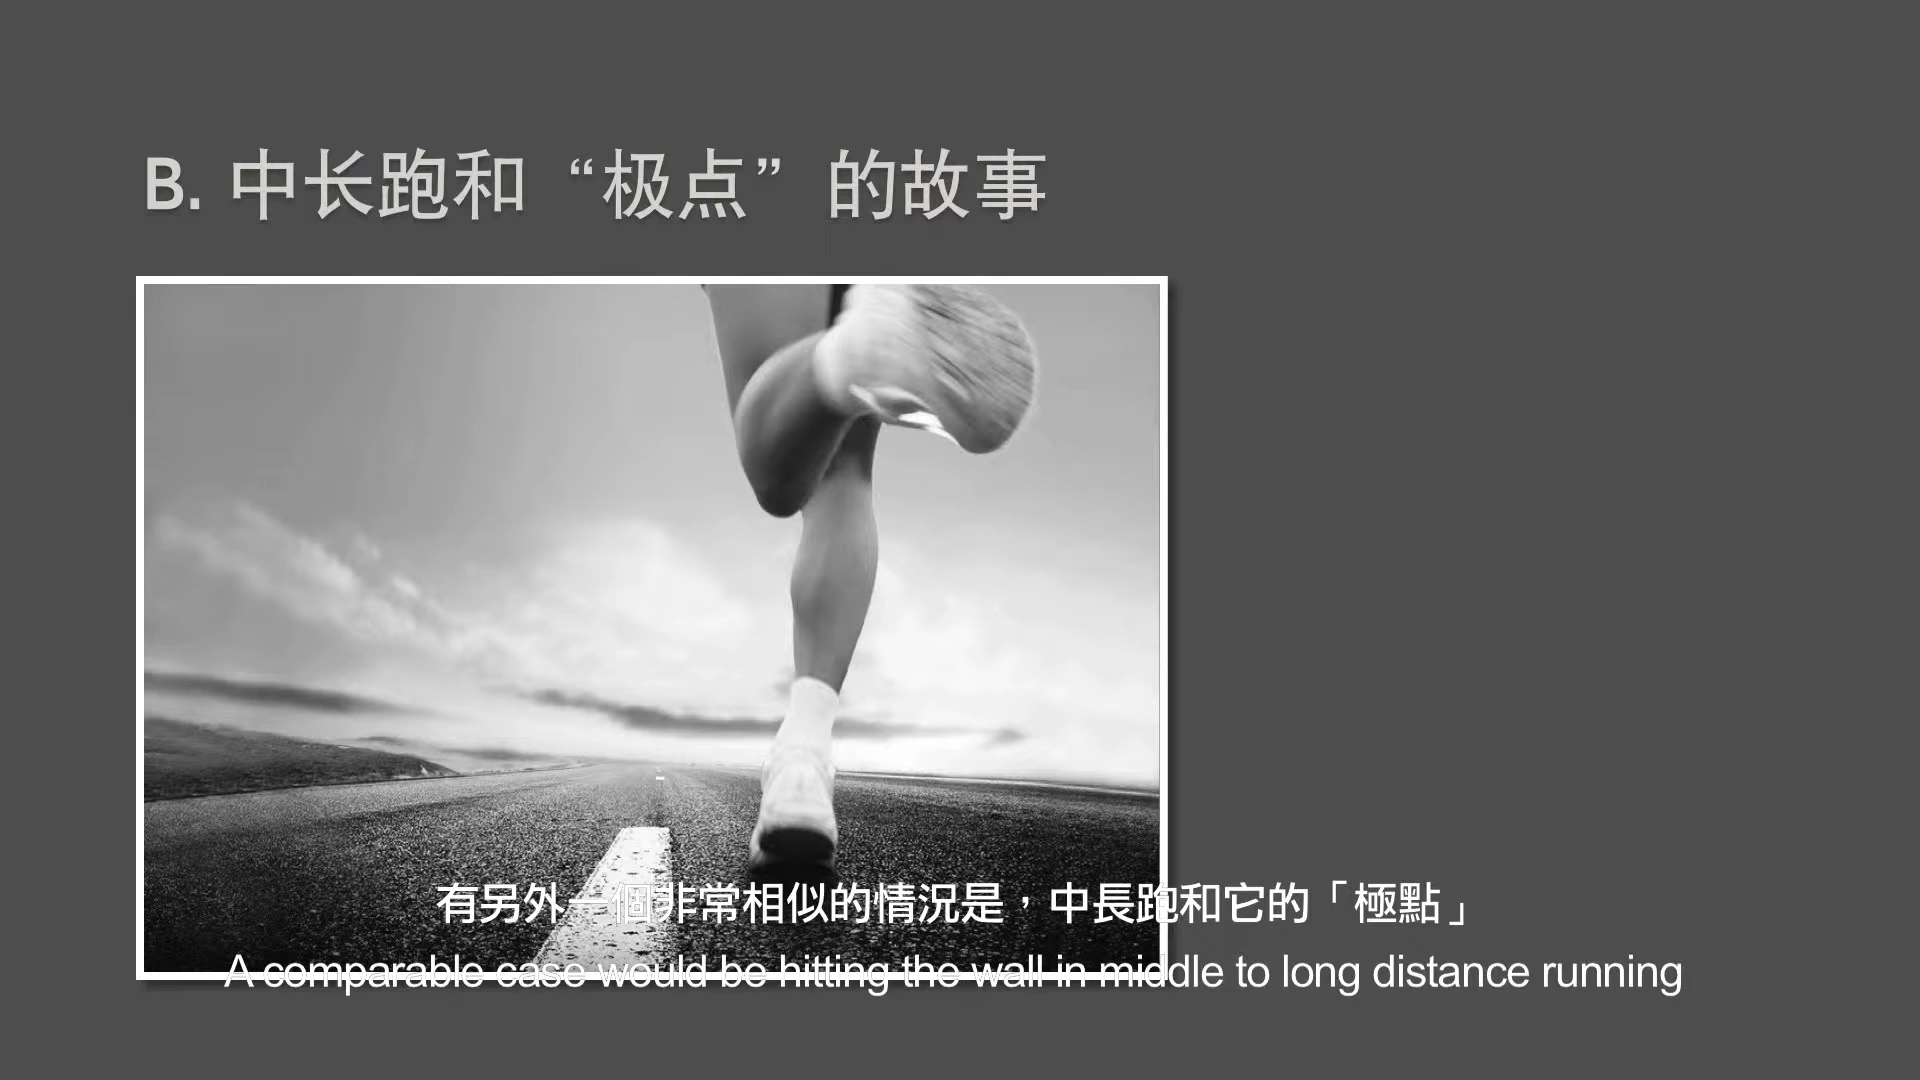 B. 中长跑和“极点”的故事
有另外一個非常相似的情況是，中長跑和它的「極點」
A comparable case would be hitting the wall in middle to long distance running